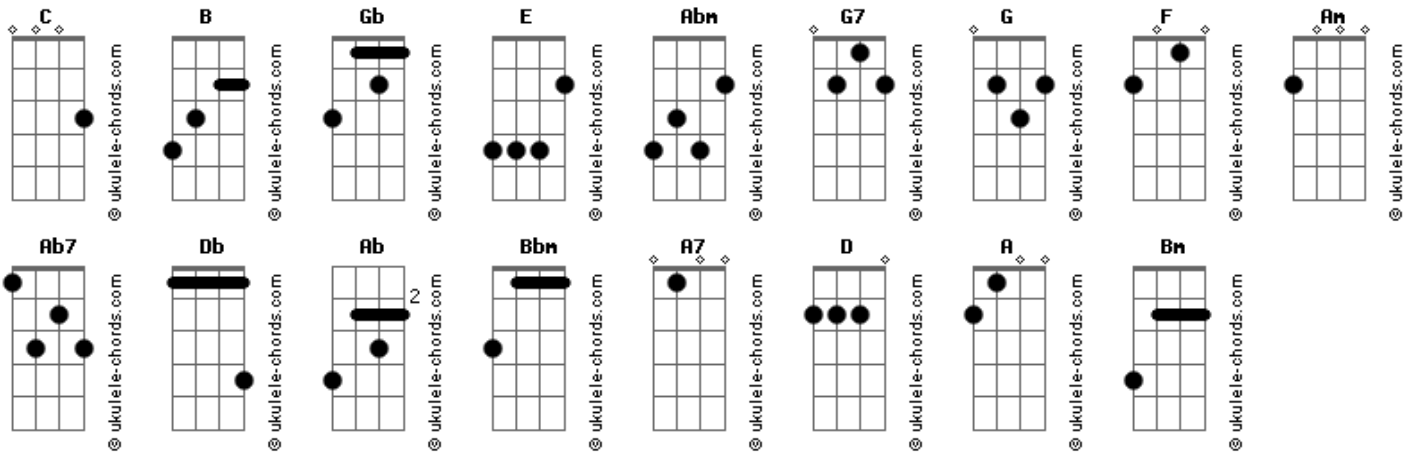 C B Gb E Abm G7 G F Am
© ukulele-chords.com © ukulele-chords.com © ukulele-chords.com © ukulele-chords.com © ukulele-chords.com © ukulele-chords.com © ukulele-chords.com © ukulele-chords.com © ukulele-chords.com
Ab7 Db Ab Bbm A7 D A Bm
2
© ukulele-chords.com © ukulele-chords.com © ukulele-chords.com © ukulele-chords.com © ukulele-chords.com © ukulele-chords.com © ukulele-chords.com © ukulele-chords.com